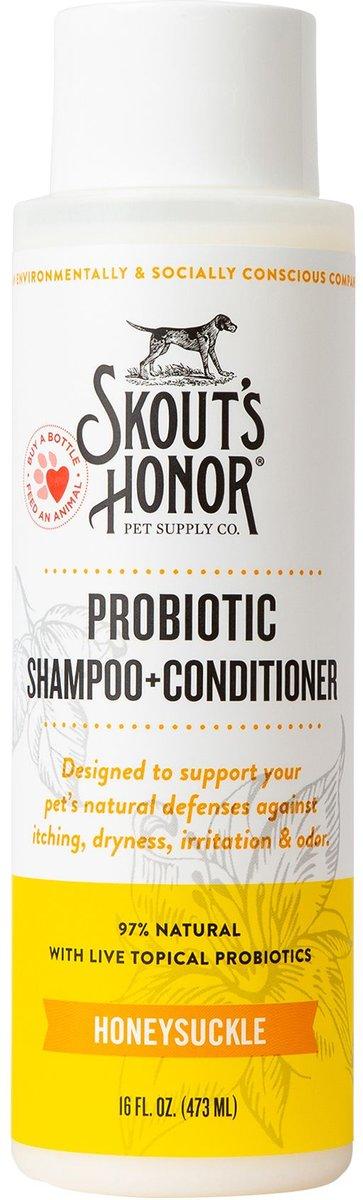 ENVIRONMENTALLY & SOCIALLY CONSCIOUS
SKOUT'S
HONOR®
PET SUPPLY CO.
BUY A BOTTLE
FEED AN ANIMAL
PROBIOTIC
SHAMPOO+CONDITIONER
Designed to support your
pet's natural defenses against
itching, dryness, irritation & odor.
97% NATURAL
WITH LIVE TOPICAL PROBIOTICS
HONEYSUCKLE
16 FL. OZ. (473 ML)